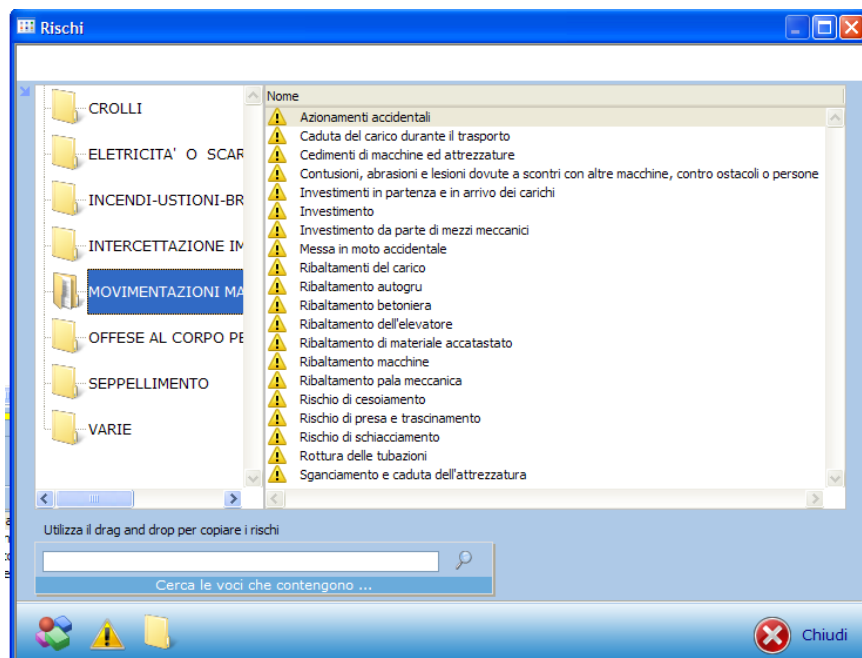 Rischi
CROLLI
ELETRICITA' O SCAR
INCENDI-USTIONI-BR
INTERCETTAZIONE IM
MOVIMENTAZIONI MA
OFFESE AL CORPO PE
SEPPELLIMENTO
VARIE
Nome
Azionamenti accidentali
Caduta del carico durante il trasporto
Cedimenti di macchine ed attrezzature
Contusioni, abrasioni e lesioni dovute a scontri con altre macchine, contro ostacoli o persone
Investimenti in partenza e in arrivo dei carichi
Investimento
Investimento da parte di mezzi meccanici
Messa in moto accidentale
Ribaltamenti del carico
Ribaltamento autogru
Ribaltamento betoniera
Ribaltamento dell'elevatore
Ribaltamento di materiale accatastato
Ribaltamento macchine
Ribaltamento pala meccanica
Rischio di cesoiamento
Rischio di presa e trascinamento
Rischio di schiacciamento
Rottura delle tubazioni
Sganciamento e caduta dell'attrezzatura
Utilizza il drag and drop per copiare i rischi
Cerca le voci che contengono ...
Chiudi